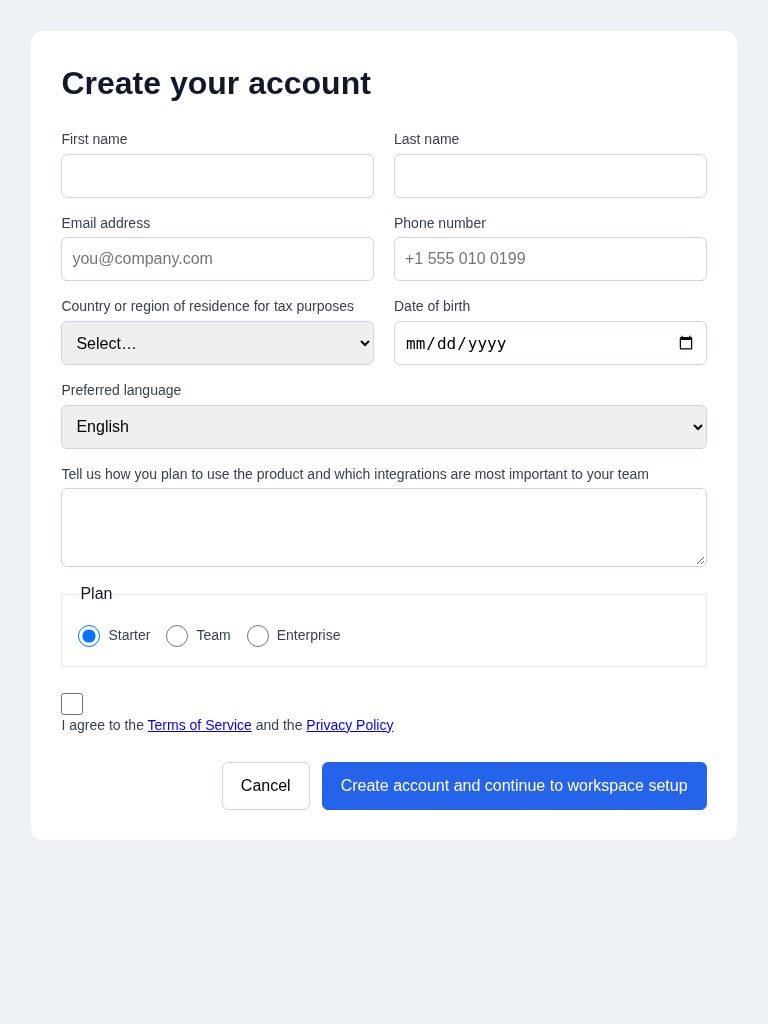 Create your account
First name
Last name
Email address
Phone number
you@company.com
+1 555 010 0199
Country or region of residence for tax purposes
Date of birth
Select…
mm/dd/yyyy
Preferred language
English
Tell us how you plan to use the product and which integrations are most important to your team
Plan
Starter
Team
Enterprise
I agree to the Terms of Service and the Privacy Policy
Cancel
Create account and continue to workspace setup